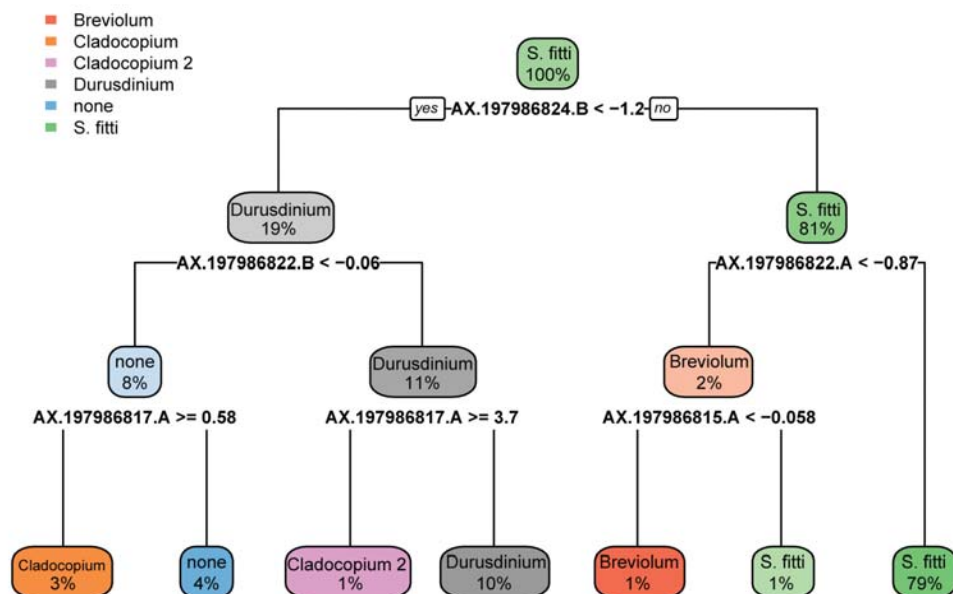 Breviolum
Cladocopium
Cladocopium 2
Durusdinium
none
S. fitti
S. fitti
100%
yes AX.197986824.B < −1.2 no
Durusdinium
19%
S. fitti
81%
AX.197986822.B < −0.06
AX.197986822.A < −0.87
none
8%
Durusdinium
11%
Breviolum
2%
AX.197986817.A >= 0.58
AX.197986817.A >= 3.7
AX.197986815.A < −0.058
Cladocopium
3%
none
4%
Cladocopium 2
1%
Durusdinium
10%
Breviolum
1%
S. fitti
1%
S. fitti
79%